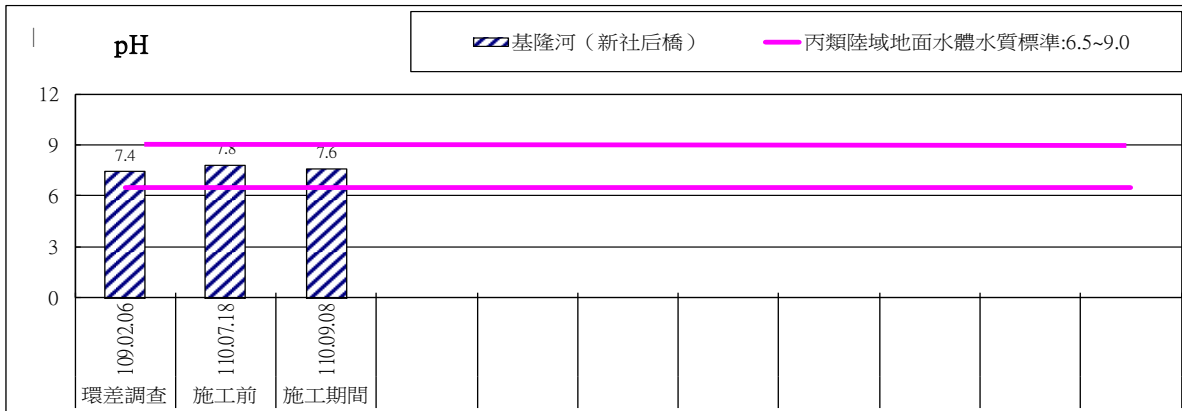 pH
基隆河（新社后橋）
丙類陸域地面水體水質標準:6.5~9.0
12
9
6
3
0
7.4
7.8
7.6
109.02.06
110.07.18
110.09.08
環差調查
施工前
施工期間